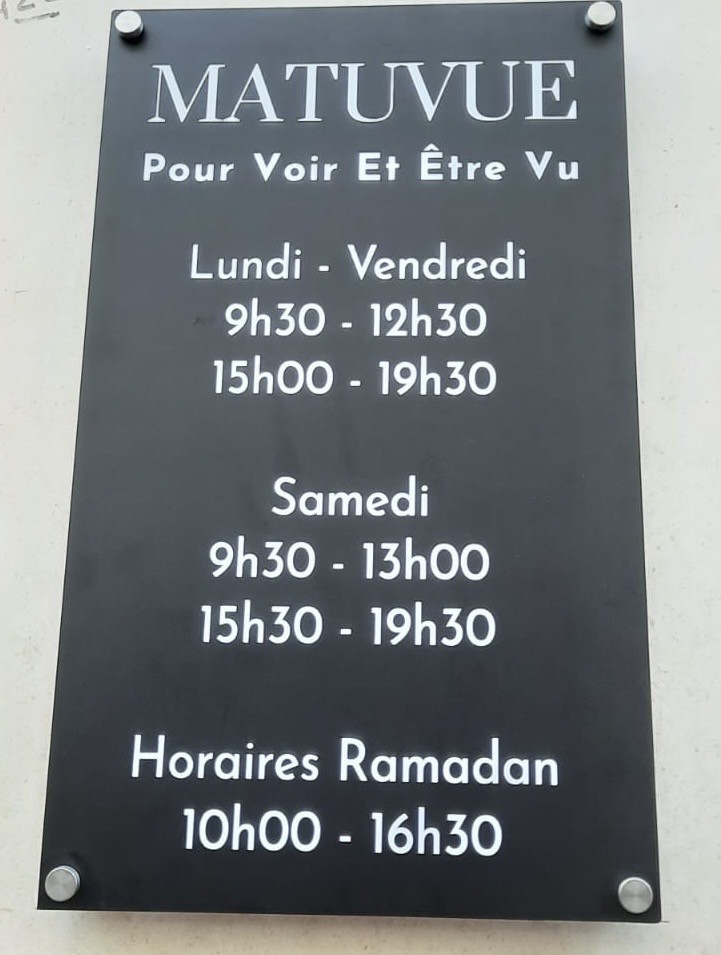 MATUVUE
Pour Voir Et Être Vu
Lundi - Vendredi
9h30 - 12h30
15h00 - 19h30
Samedi
9h30 - 13h00
15h30 - 19h30
Horaires Ramadan
10h00 - 16h30